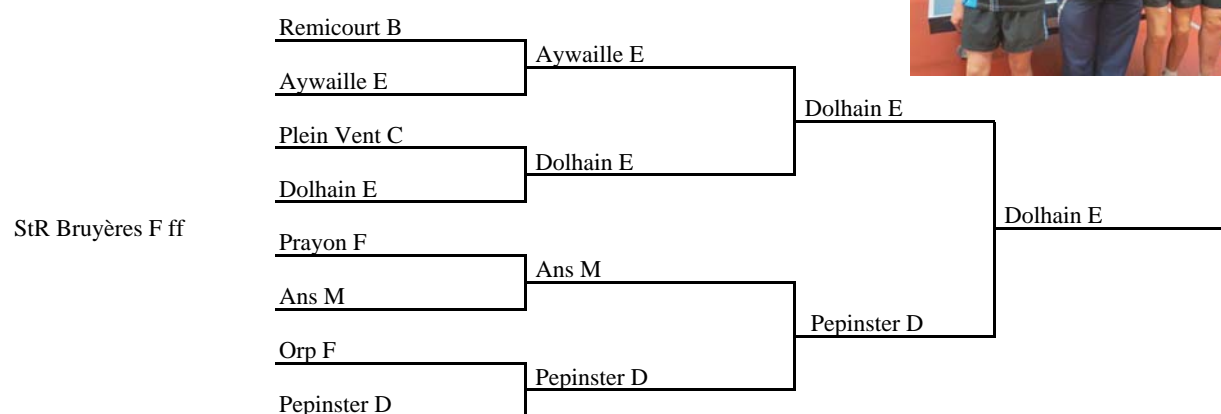 Remicourt B
Aywaille E
Aywaille E
Dolhain E
Plein Vent C
Dolhain E
Dolhain E
Dolhain E
StR Bruyères F ff
Prayon F
Ans M
Ans M
Pepinster D
Orp F
Pepinster D
Pepinster D